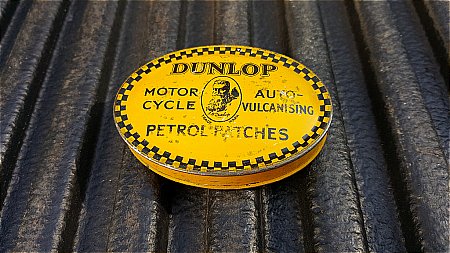 DUNLOP
MOTOR AUTO-
CYCLE VULCANISING
PETROL PATCHES